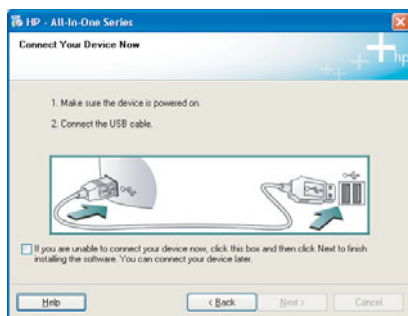 HP - All-In-One Series
Connect Your Device Now
hp
1. Make sure the device is powered on.
2. Connect the USB cable.
If you are unable to connect your device now, click this box and then click Next to finish
installing the software. You can connect your device later.
Help
< Back
Next >
Cancel